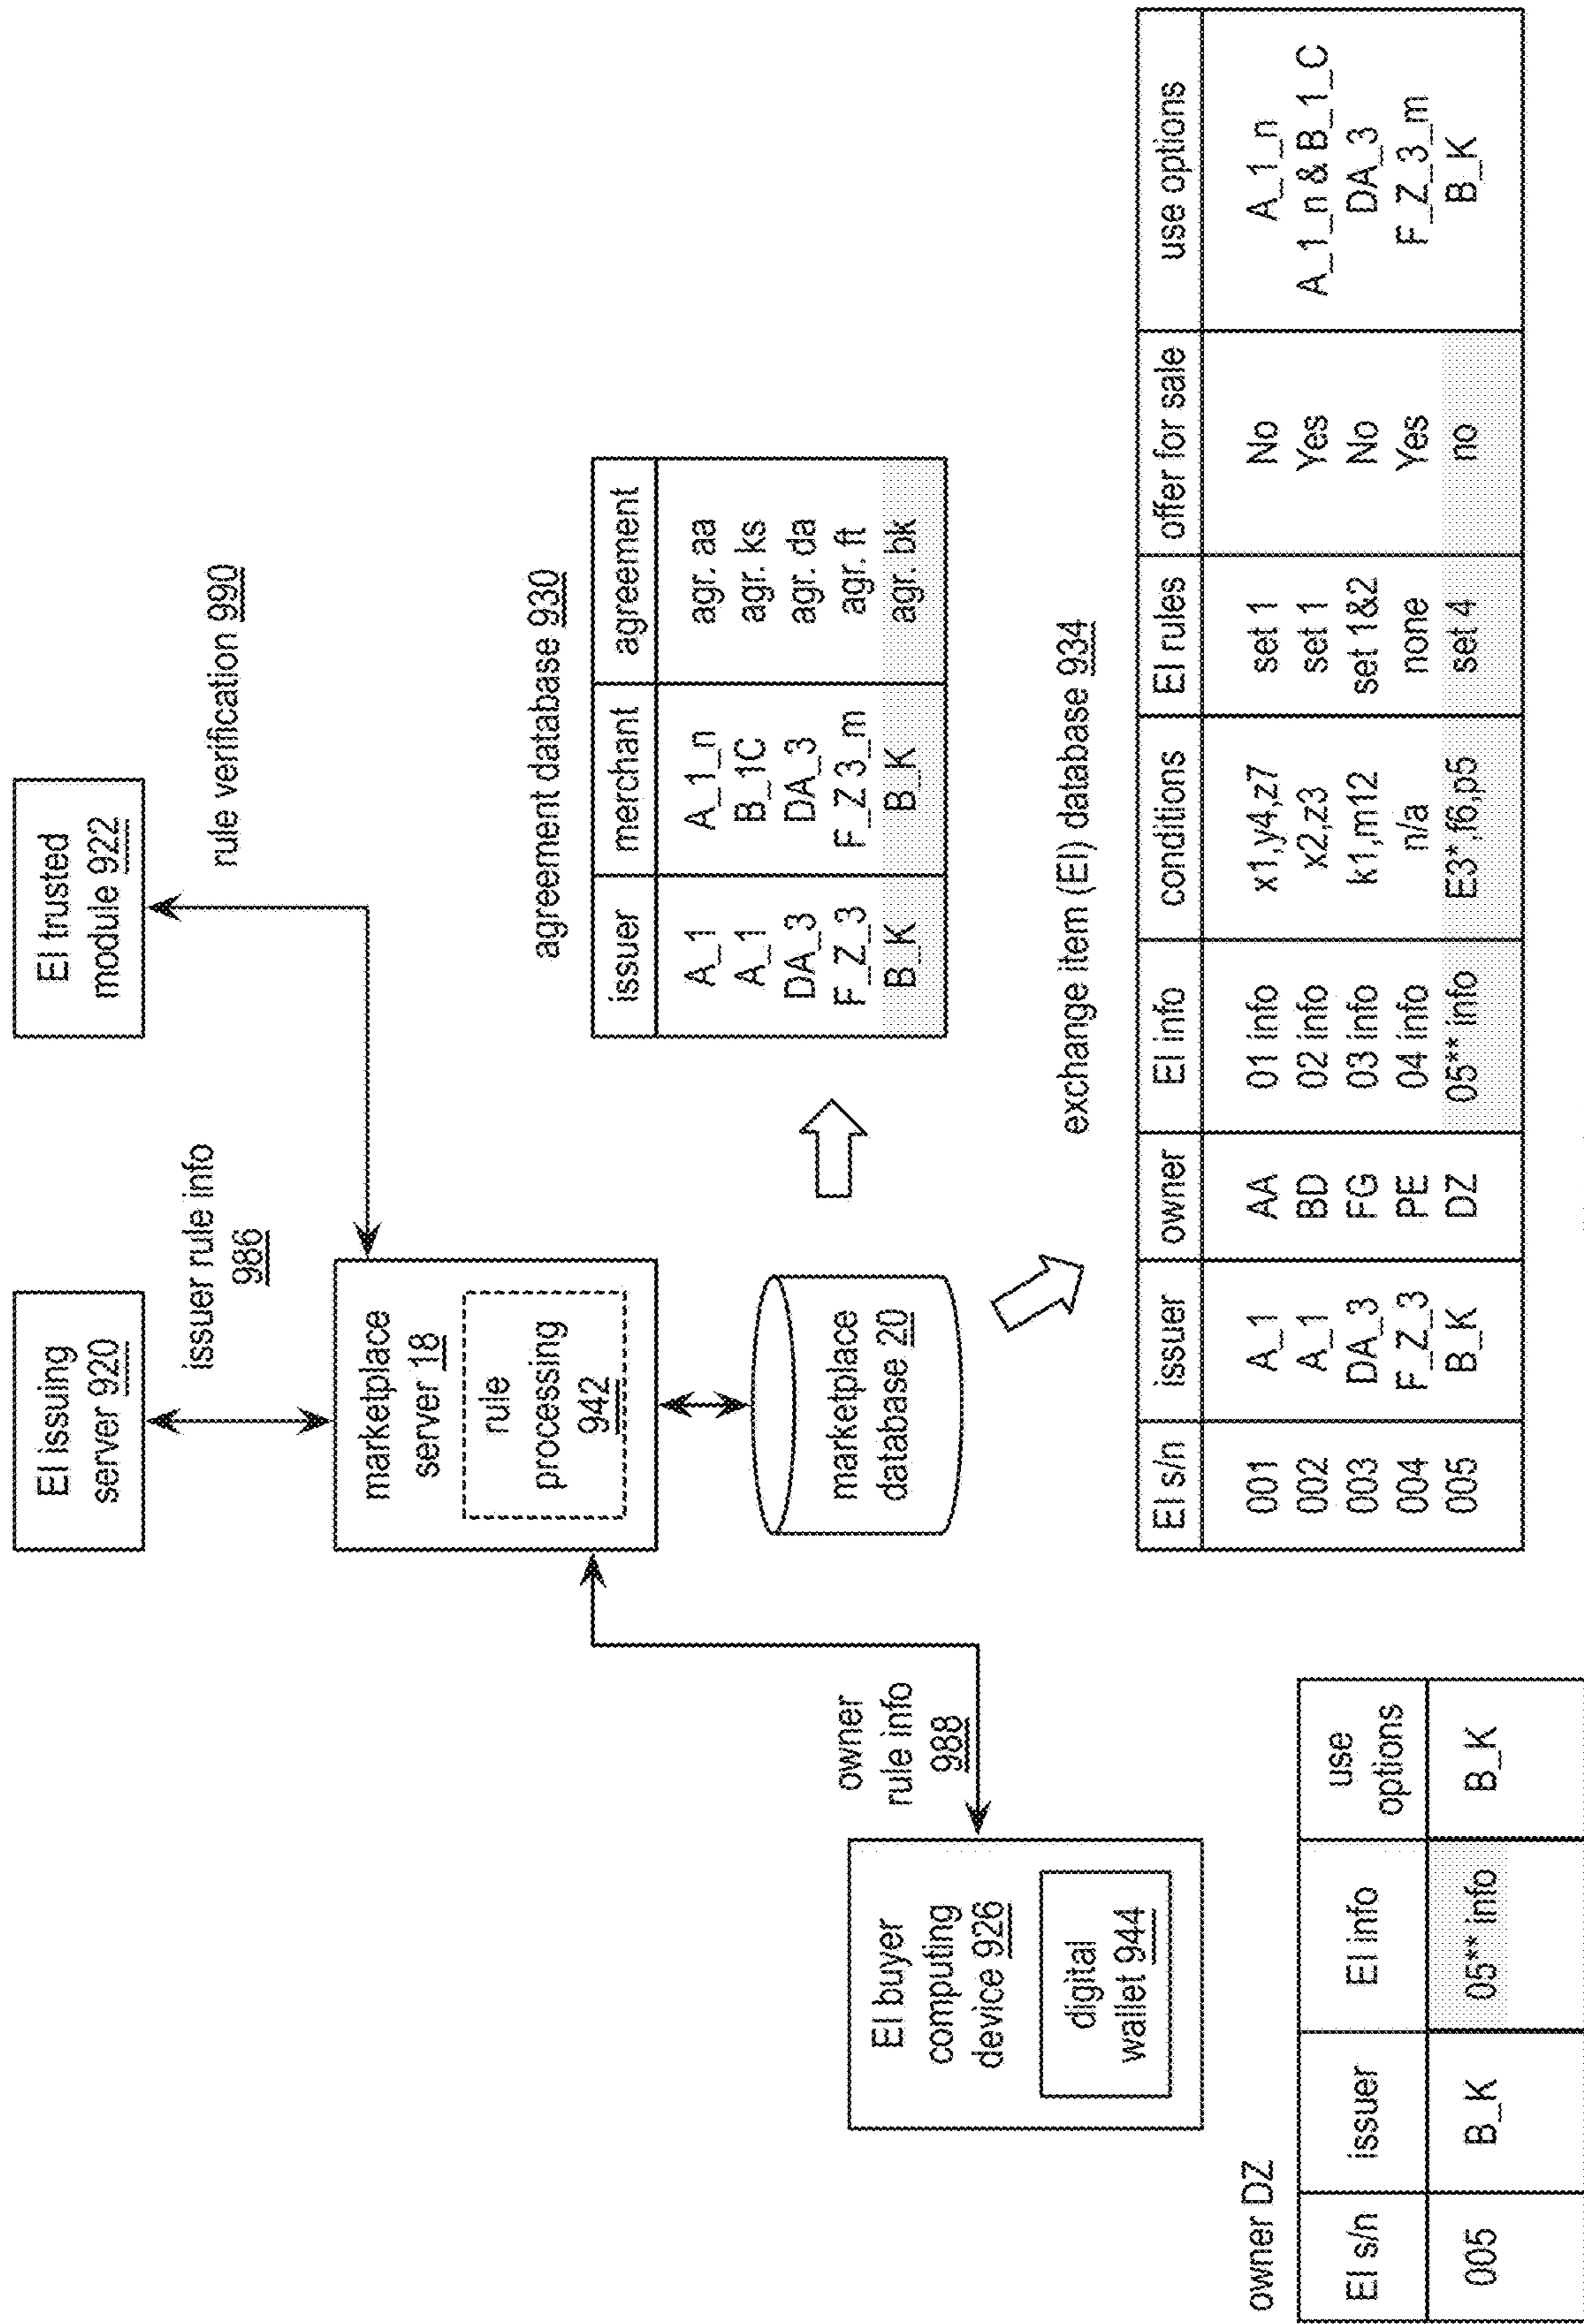 EI issuing
server 920
EI trusted
module 922
issuer rule info
986
rule verification 990
marketplace
server 18
rule
processing
942
marketplace
database 20
owner
rule info
988
EI buyer
computing
device 926
digital
wallet 944
agreement database 930
issuer merchant agreement
A_1 A_1_n agr. aa
A_1 B_1C agr. ks
DA_3 DA_3 agr. da
F_Z_3 F_Z 3_m agr. ft
B_K B_K agr. bk
exchange item (EI) database 934
EI s/n issuer owner EI info conditions EI rules offer for sale use options
001 A_1 AA 01 info x1,y4,z7 set 1 No A_1_n
002 A_1 BD 02 info x2,z3 set 1 Yes A_1_n & B_1_C
003 DA_3 FG 03 info k1,m12 set 1&2 No DA_3
004 F_Z_3 PE 04 info n/a none Yes F_Z_3_m
005 B_K DZ 05** info E3*,f6,p5 set 4 no B_K
owner DZ
EI s/n issuer EI info use
options
005 B_K 05** info B_K